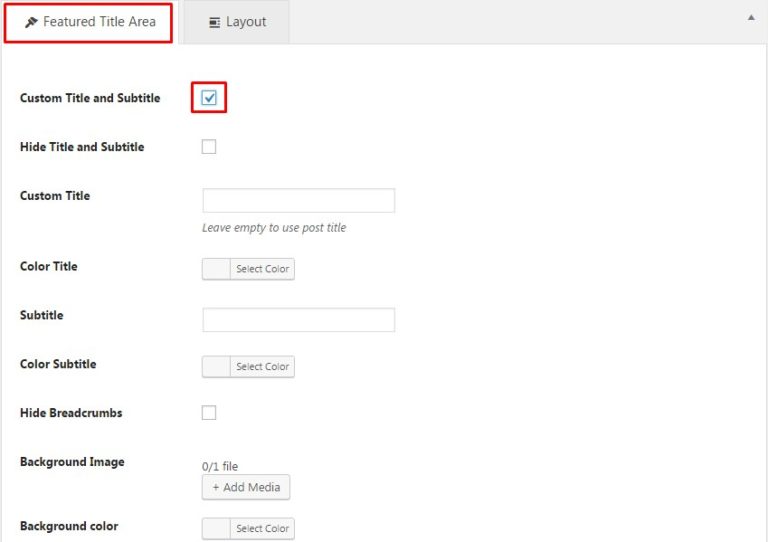 Featured Title Area Layout
Custom Title and Subtitle
Hide Title and Subtitle
Custom Title
Leave empty to use post title
Color Title Select Color
Subtitle
Color Subtitle Select Color
Hide Breadcrumbs
Background Image 0/1 file
+ Add Media
Background color Select Color